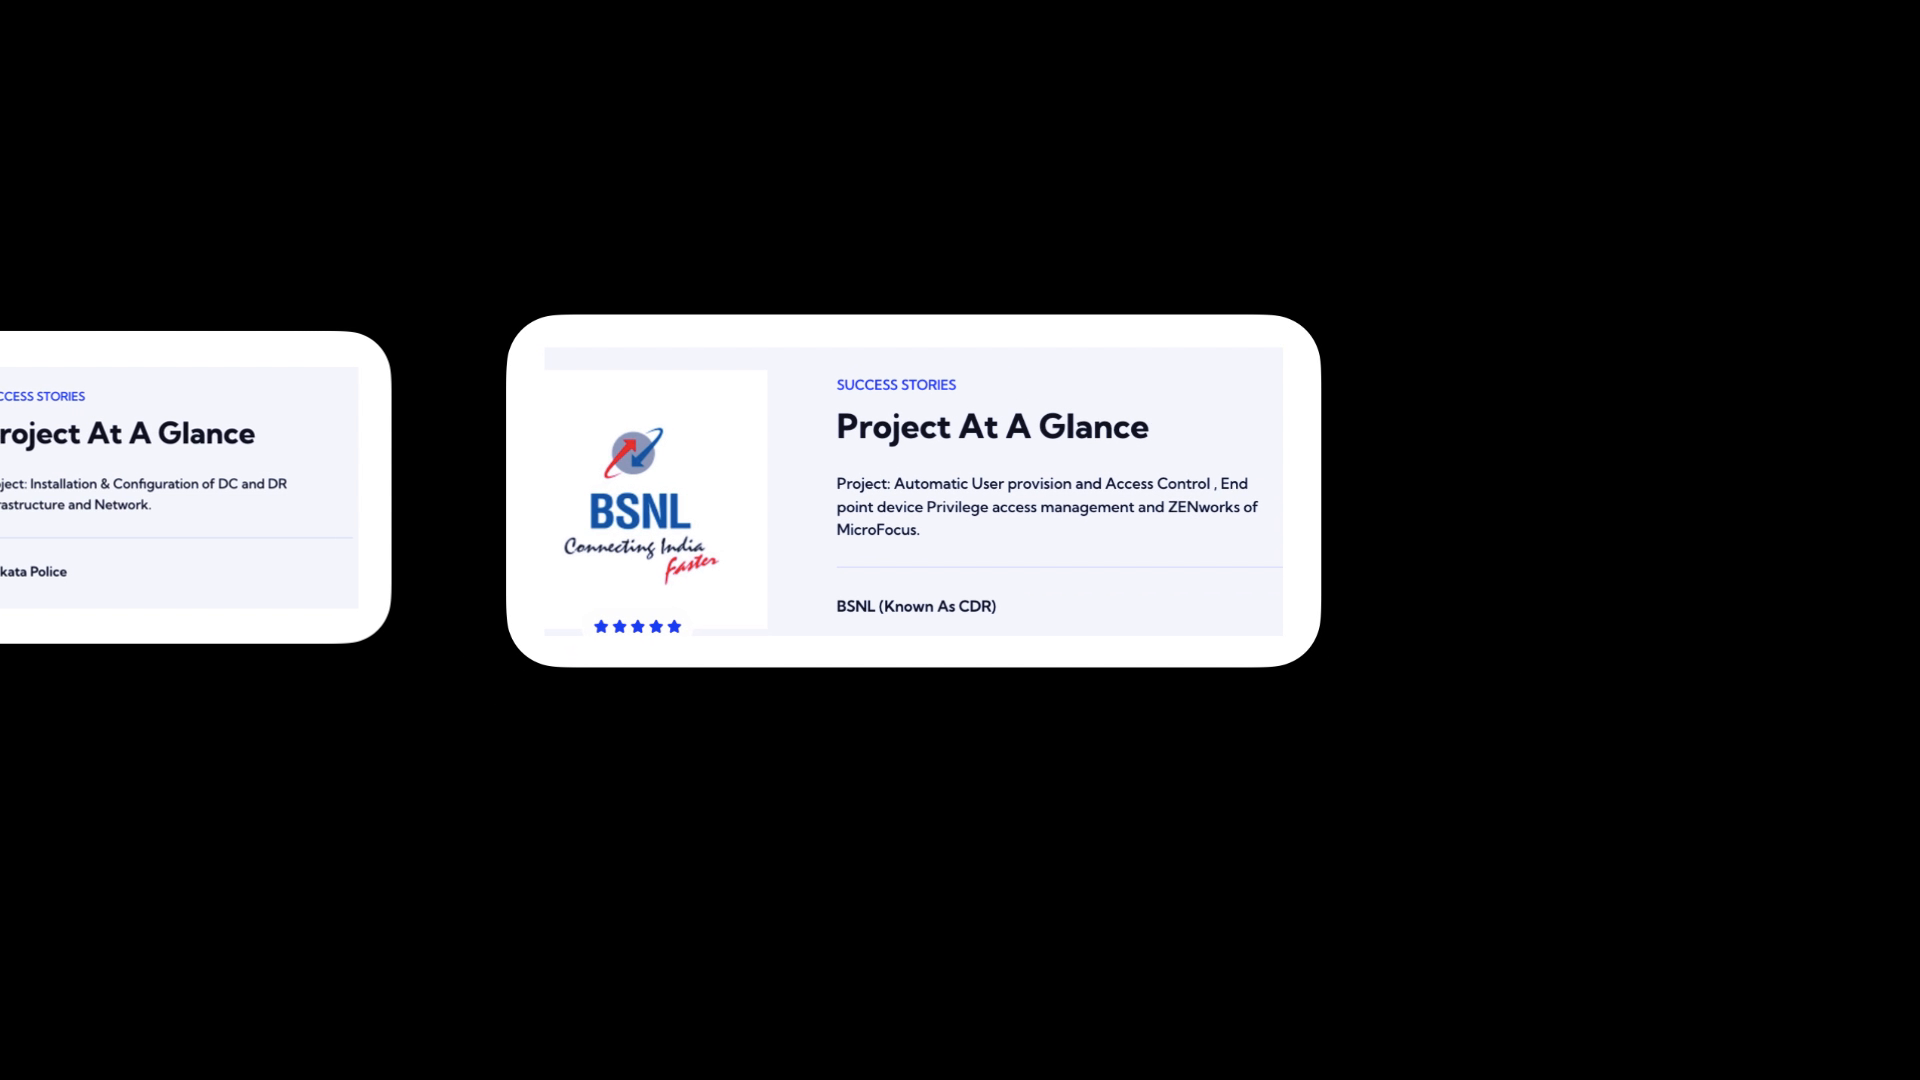 CCESS STORIES
roject At A Glance
ject: Installation & Configuration of DC and DR
rastructure and Network.
kata Police
BSNL
Connecting India
Faster
SUCCESS STORIES
Project At A Glance
Project: Automatic User provision and Access Control , End
point device Privilege access management and ZENworks of
MicroFocus.
BSNL (Known As CDR)